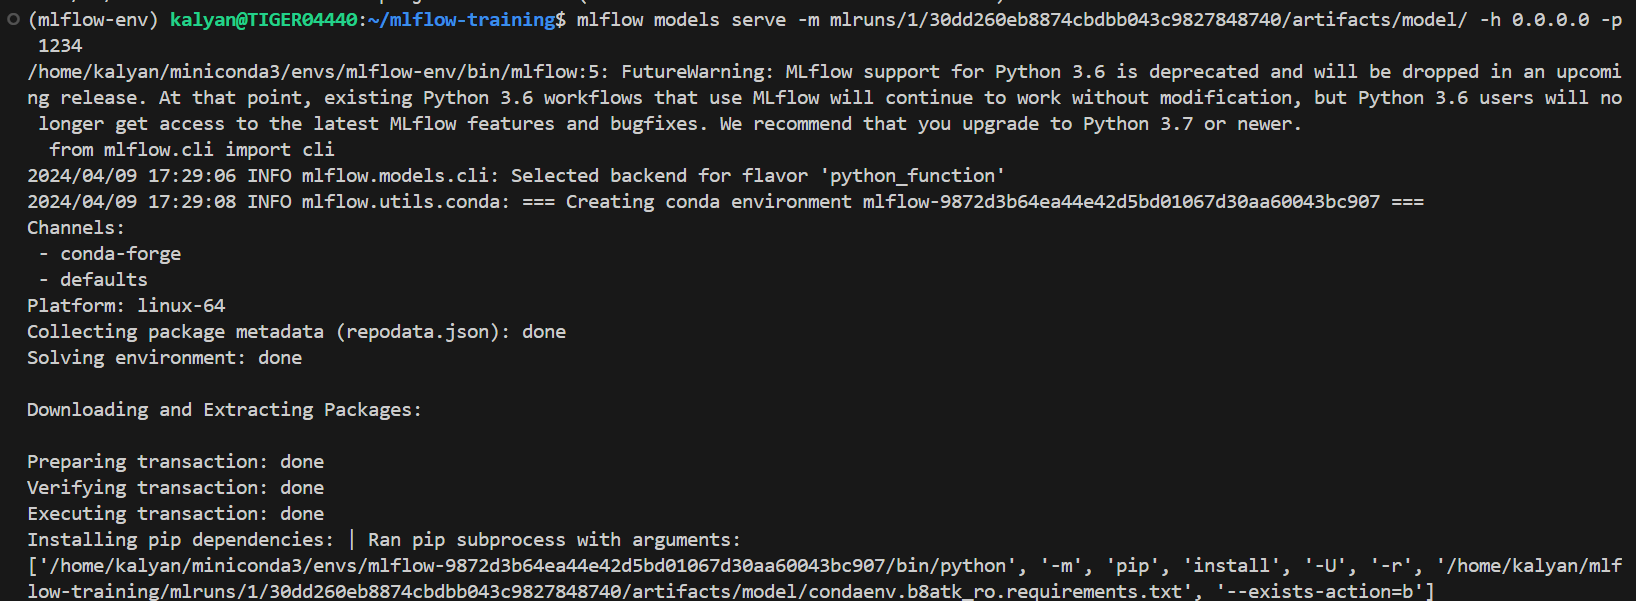 (mlflow-env) kalyan@TIGER04440:~/mlflow-training$ mlflow models serve -m mlruns/1/30dd260eb8874cbdbb043c9827848740/artifacts/model/ -h 0.0.0.0 -p
1234
/home/kalyan/miniconda3/envs/mlflow-env/bin/mlflow:5: FutureWarning: MLflow support for Python 3.6 is deprecated and will be dropped in an upcomi
ng release. At that point, existing Python 3.6 workflows that use MLflow will continue to work without modification, but Python 3.6 users will no
longer get access to the latest MLflow features and bugfixes. We recommend that you upgrade to Python 3.7 or newer.
from mlflow.cli import cli
2024/04/09 17:29:06 INFO mlflow.models.cli: Selected backend for flavor 'python_function'
2024/04/09 17:29:08 INFO mlflow.utils.conda: === Creating conda environment mlflow-9872d3b64ea44e42d5bd01067d30aa60043bc907 ===
Channels:
- conda-forge
- defaults
Platform: linux-64
Collecting package metadata (repodata.json): done
Solving environment: done
Downloading and Extracting Packages:
Preparing transaction: done
Verifying transaction: done
Executing transaction: done
Installing pip dependencies: | Ran pip subprocess with arguments:
['/home/kalyan/miniconda3/envs/mlflow-9872d3b64ea44e42d5bd01067d30aa60043bc907/bin/python', '-m', 'pip', 'install', '-U', '-r', '/home/kalyan/mlf
low-training/mlruns/1/30dd260eb8874cbdbb043c9827848740/artifacts/model/condaenv.b8atk_ro.requirements.txt', '--exists-action=b']